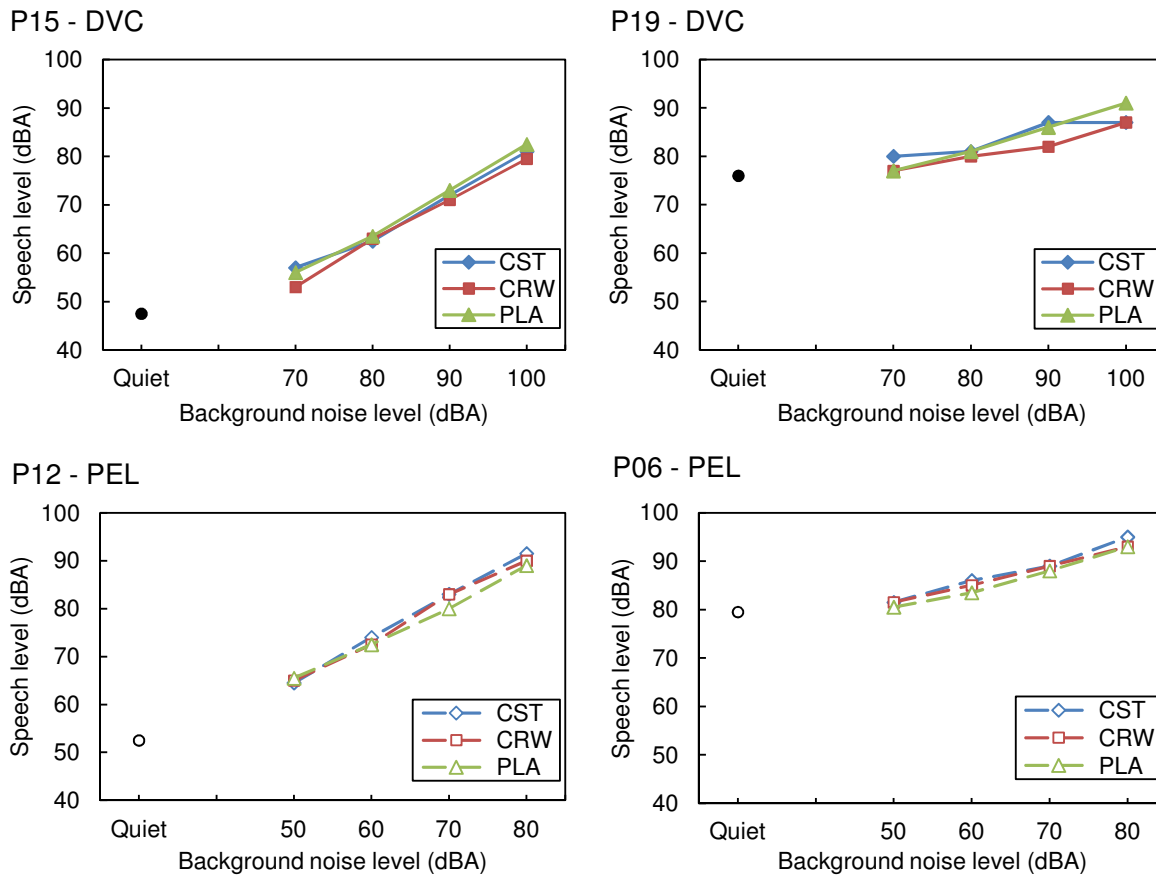 P15 - DVC
100
90
80
70
60
50
40
Speech level (dBA)
CST
CRW
PLA
Quiet 70 80 90 100
Background noise level (dBA)
P19 - DVC
100
90
80
70
60
50
40
Speech level (dBA)
CST
CRW
PLA
Quiet 70 80 90 100
Background noise level (dBA)
P12 - PEL
100
90
80
70
60
50
40
Speech level (dBA)
CST
CRW
PLA
Quiet 50 60 70 80
Background noise level (dBA)
P06 - PEL
100
90
80
70
60
50
40
Speech level (dBA)
CST
CRW
PLA
Quiet 50 60 70 80
Background noise level (dBA)